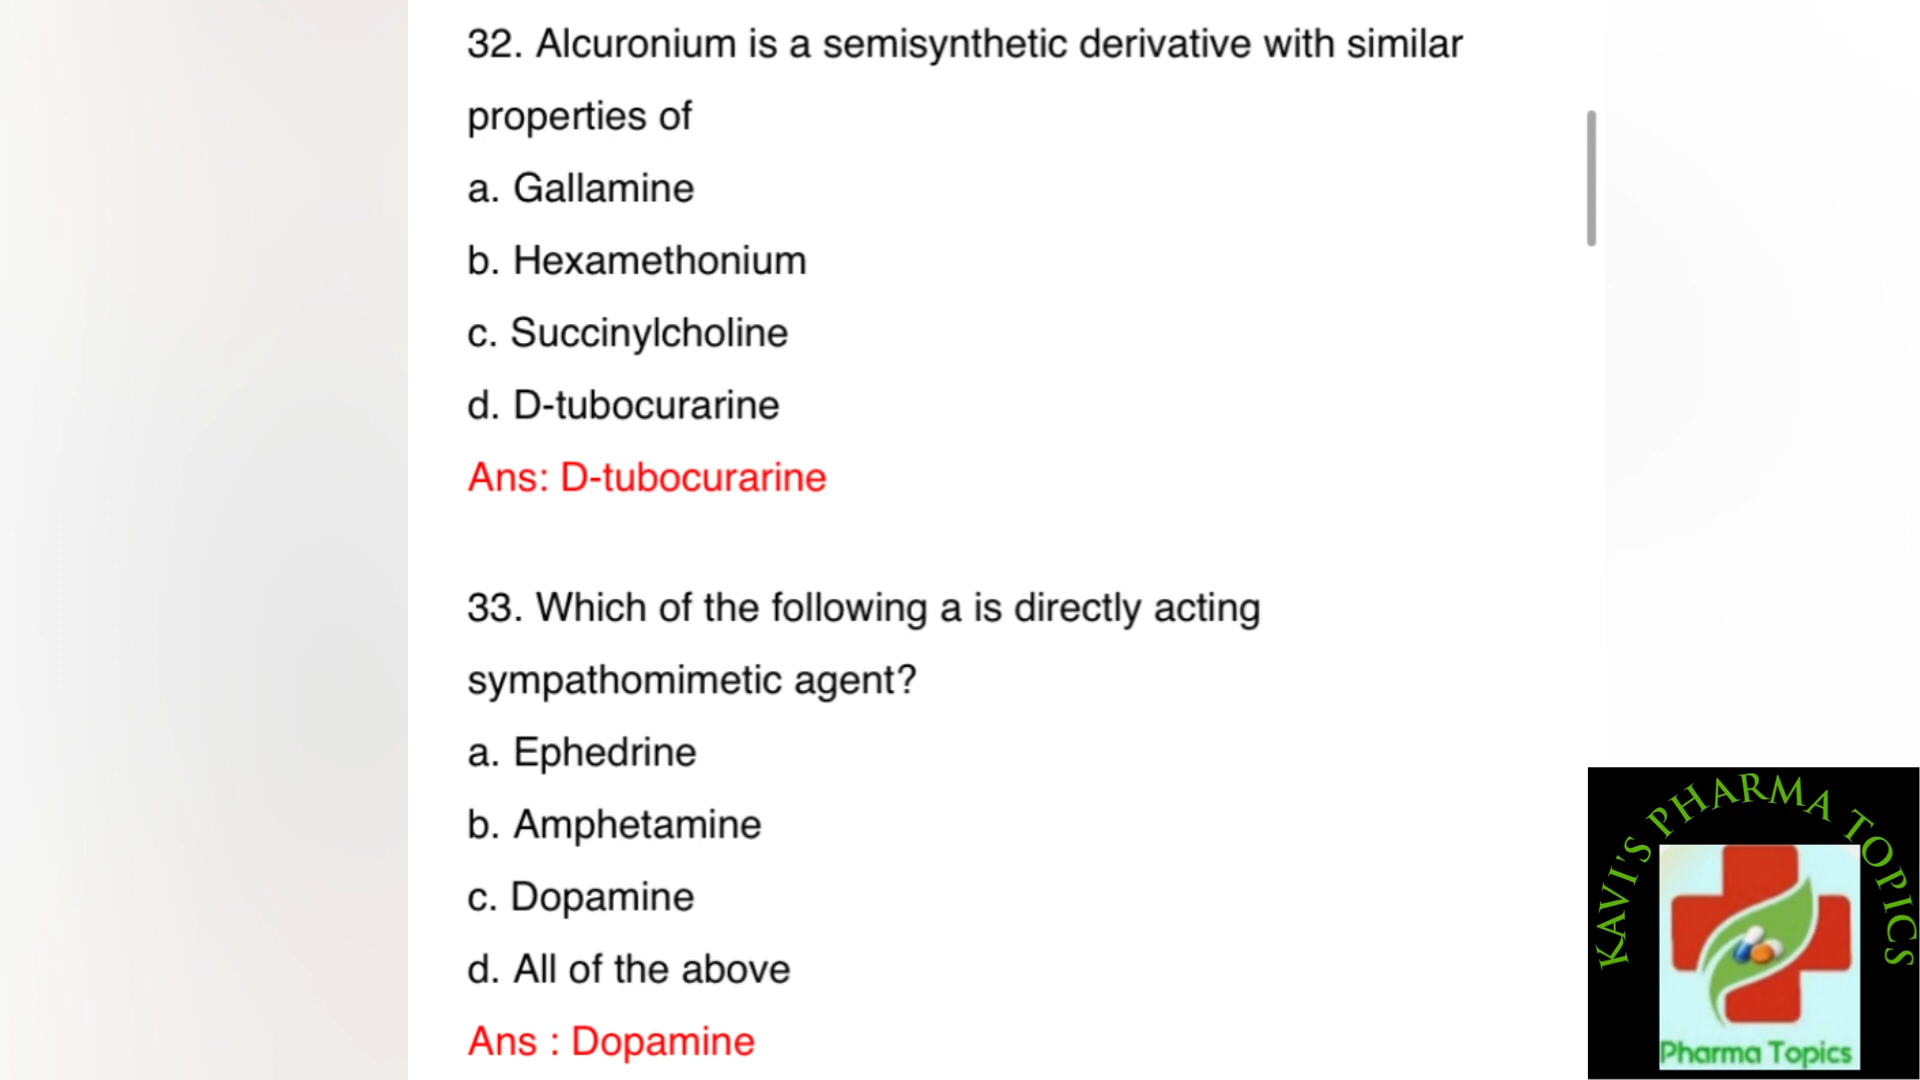 32. Alcuronium is a semisynthetic derivative with similar
properties of
a. Gallamine
b. Hexamethonium
c. Succinylcholine
d. D-tubocurarine
Ans: D-tubocurarine
33. Which of the following a is directly acting
sympathomimetic agent?
a. Ephedrine
b. Amphetamine
c. Dopamine
d. All of the above
Ans : Dopamine
KAVI'S PHARMA TOPICS
Pharma Topics